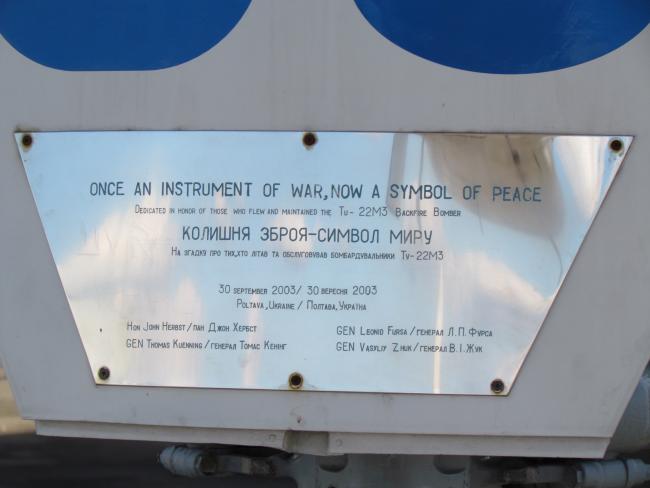 ONCE AN INSTRUMENT OF WAR, NOW A SYMBOL OF PEACE
DEDICATED IN HONOR OF THOSE WHO FLEW AND MAINTAINED THE TU-22M3 BACKFIRE BOMBER
КОЛИШНЯ ЗБРОЯ-СИМВОЛ МИРУ
НА ЗГАДКУ ПРО ТИХ,ХТО ЛІТАВ ТА ОБСЛУГОВУВАВ БОМБАРДУВАЛЬНИКИ TU-22M3
30 SEPTEMBER 2003/ 30 ВЕРЕСНЯ 2003
POLTAVA, UKRAINE / ПОЛТАВА, УКРАТНА
HON JOHN HERBST/ПАН ДЖОН ХЕРБСТ
GEN THOMAS KUENNING/ГЕНЕРАЛ ТОМАС КЕНІНГ
GEN LEONID FURSA/ГЕНЕРАЛ Л.П. ФУРСА
GEN VASYLIY ZHUK/ГЕНЕРАЛ В.І.ЖУК